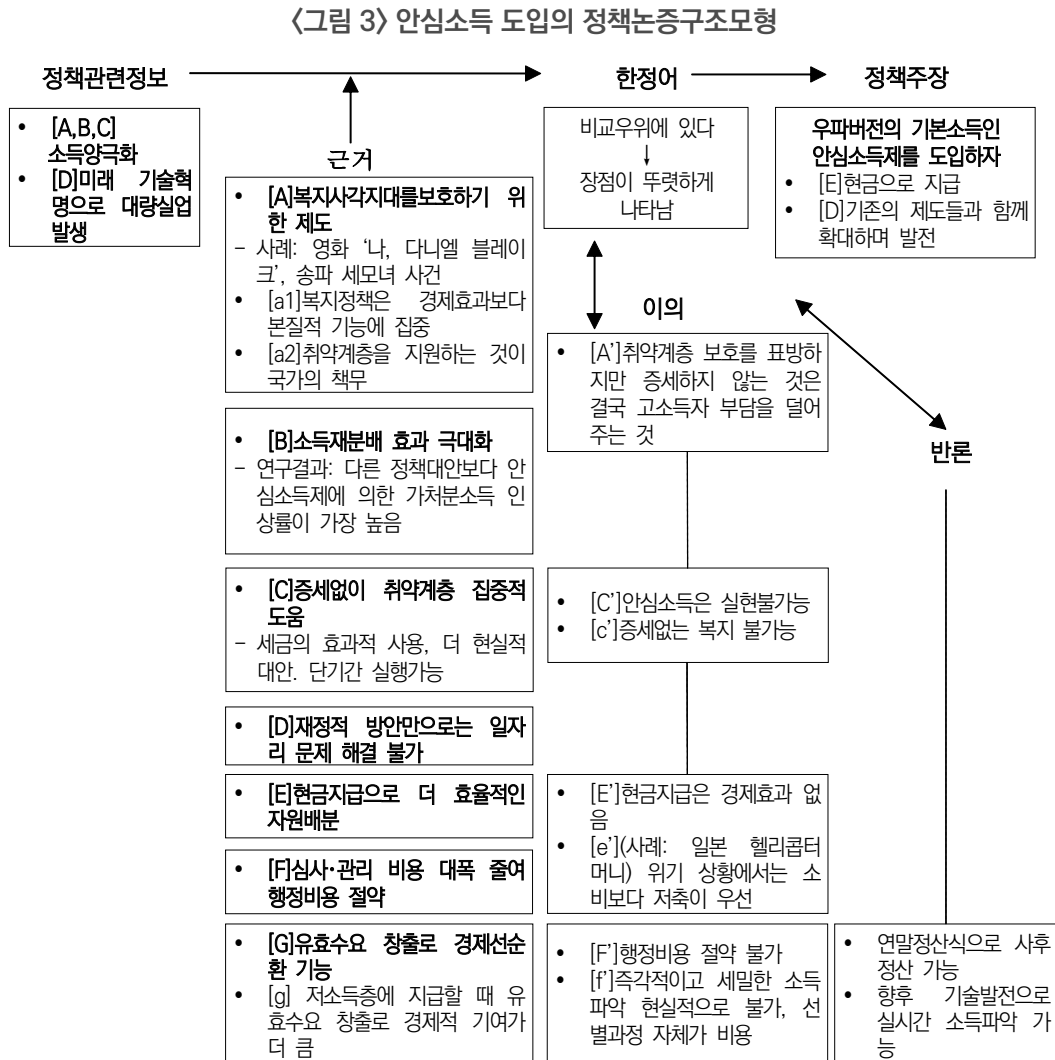 〈그림 3〉 안심소득 도입의 정책논증구조모형
정책관련정보
한정어
정책주장
• [A,B,C]
소득양극화
• [D]미래 기술혁
명으로 대량실업
발생
근거
• [A]복지사각지대를보호하기 위
한 제도
- 사례: 영화 ‘나, 다니엘 블레이
크’, 송파 세모녀 사건
• [a1]복지정책은 경제효과보다
본질적 기능에 집중
• [a2]취약계층을 지원하는 것이
국가의 책무
• [B]소득재분배 효과 극대화
- 연구결과: 다른 정책대안보다 안
심소득제에 의한 가처분소득 인
상률이 가장 높음
• [C]증세없이 취약계층 집중적
도움
- 세금의 효과적 사용, 더 현실적
대안. 단기간 실행가능
• [D]재정적 방안만으로는 일자
리 문제 해결 불가
• [E]현금지급으로 더 효율적인
자원배분
• [F]심사·관리 비용 대폭 줄여
행정비용 절약
• [G]유효수요 창출로 경제선순
환 기능
• [g] 저소득층에 지급할 때 유
효수요 창출로 경제적 기여가
더 큼
비교우위에 있다
장점이 뚜렷하게
나타남
이의
• [A’]취약계층 보호를 표방하
지만 증세하지 않는 것은
결국 고소득자 부담을 덜어
주는 것
• [C’]안심소득은 실현불가능
• [c’]증세없는 복지 불가능
• [E’]현금지급은 경제효과 없
음
• [e’](사례: 일본 헬리콥터
머니) 위기 상황에서는 소
비보다 저축이 우선
• [F’]행정비용 절약 불가
• [f’]즉각적이고 세밀한 소득
파악 현실적으로 불가, 선
별과정 자체가 비용
우파버전의 기본소득인
안심소득제를 도입하자
• [E]현금으로 지급
• [D]기존의 제도들과 함께
확대하며 발전
반론
• 연말정산식으로 사후
정산 가능
• 향후 기술발전으로
실시간 소득파악 가
능